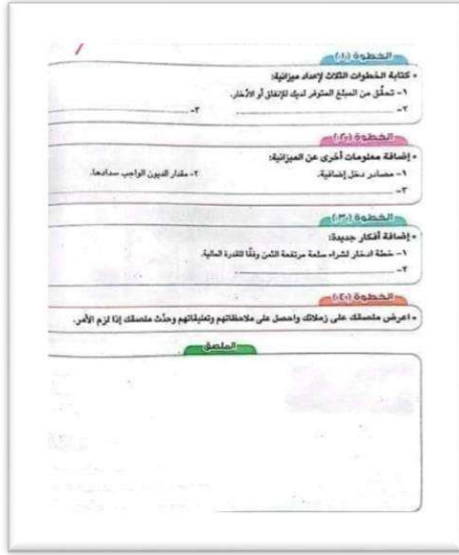 الخطوة (١)
• كتابة الخطوات الثلاث لإعداد ميزانية:
١- تحقَّق من المبلغ المتوفر لديك للإنفاق أو الادخار.
٢- ٣-
الخطوة (٢)
• إضافة معلومات أخرى عن الميزانية:
١- مصادر دخل إضافية. ٢- مقدار الديون الواجب سدادها.
٣-
الخطوة (٣)
• إضافة أفكار جديدة:
١- خطة ادخار لشراء سلعة مرتفعة الثمن وفقًا للقدرة المالية.
٢-
الخطوة (٤)
• اعرض ملصقك على زملائك واحصل على ملاحظاتهم وتعليقاتهم وحدِّث ملصقك إذا لزم الأمر.
الملصق